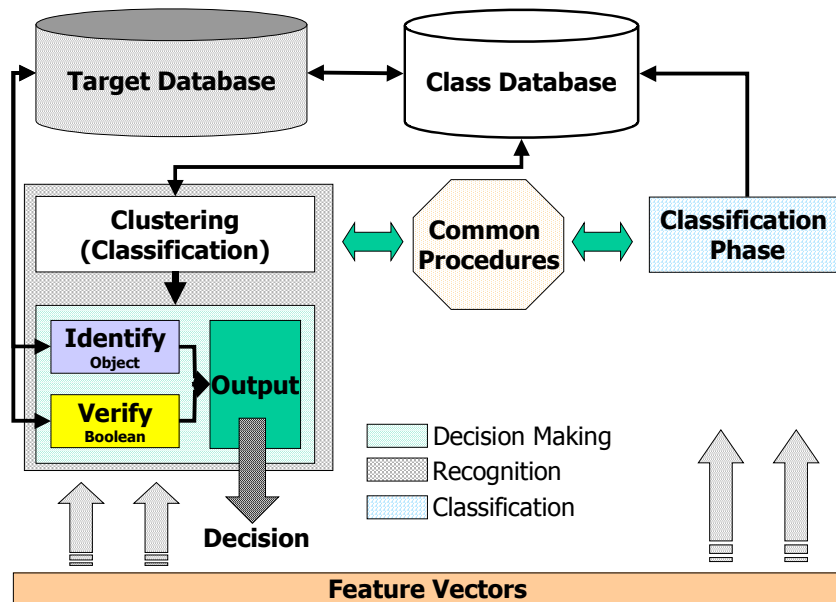 Target Database
Class Database
Clustering
(Classification)
Common
Procedures
Classification
Phase
Identify
Object
Output
Verify
Boolean
Decision Making
Recognition
Classification
Decision
Feature Vectors